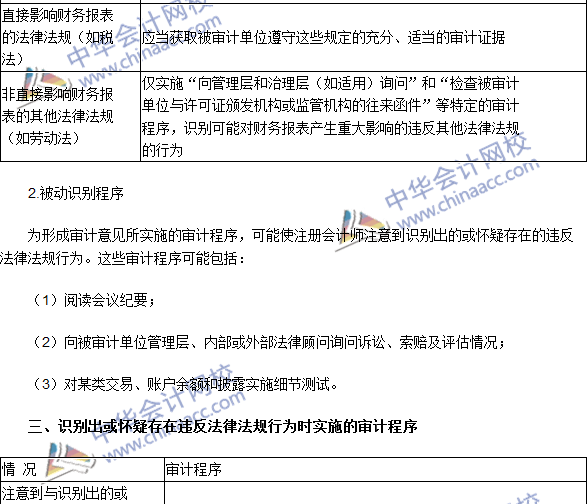 直接影响财务报表
的法律法规（如税
法）
应当获取被审计单位遵守这些规定的充分、适当的审计证据
非直接影响财务报
表的其他法律法规
（如劳动法）
仅实施“向管理层和治理层（如适用）询问”和“检查被审计
单位与许可证颁发机构或监管机构的往来函件”等特定的审计
程序，识别可能对财务报表产生重大影响的违反其他法律法规
的行为
2.被动识别程序
为形成审计意见所实施的审计程序，可能使注册会计师注意到识别出的或怀疑存在的违反
法律法规行为。这些审计程序可能包括：
（1）阅读会议纪要；
（2）向被审计单位管理层、内部或外部法律顾问询问诉讼、索赔及评估情况；
（3）对某类交易、账户余额和披露实施细节测试。
三、识别出或怀疑存在违反法律法规行为时实施的审计程序
情 况
审计程序
注意到与识别出的或
中华会计网校
www.chinaacc.com
中华会计网校
www.chinaacc.com
中华会计网校
www.chinaacc.com